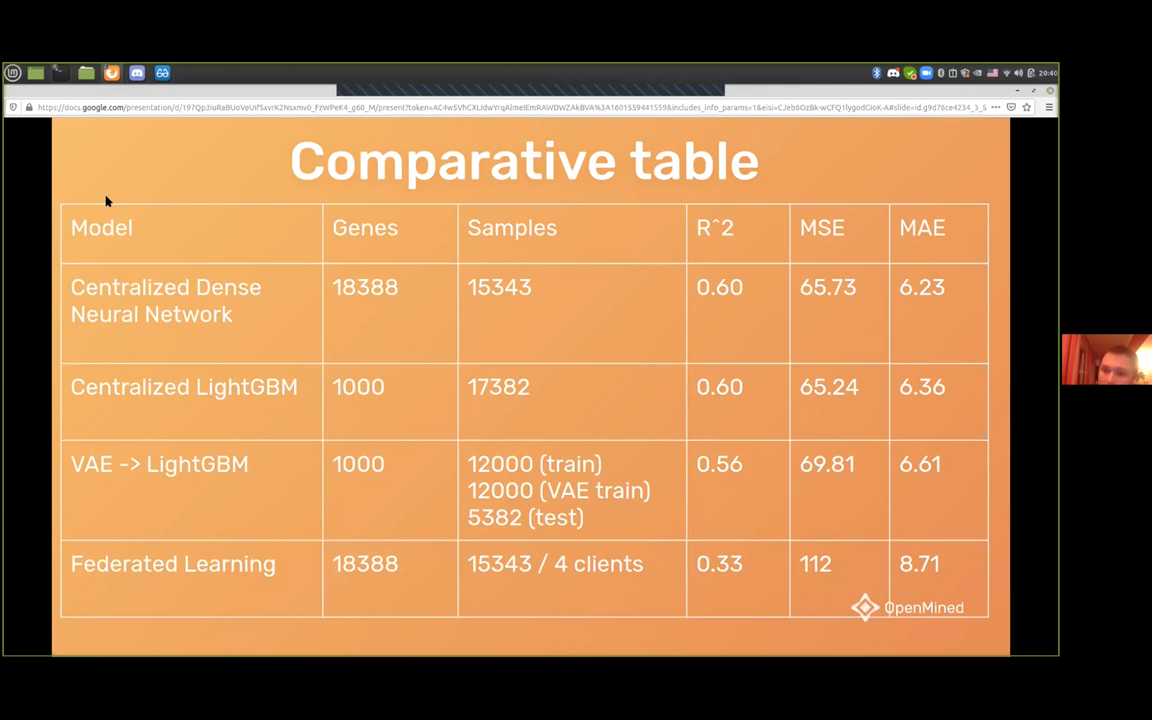 20:40
Comparative table
Model Genes Samples R^2 MSE MAE
Centralized Dense 18388 15343 0.60 65.73 6.23
Neural Network
Centralized LightGBM 1000 17382 0.60 65.24 6.36
VAE -> LightGBM 1000 12000 (train) 0.56 69.81 6.61
12000 (VAE train)
5382 (test)
Federated Learning 18388 15343 / 4 clients 0.33 112 8.71
OpenMined